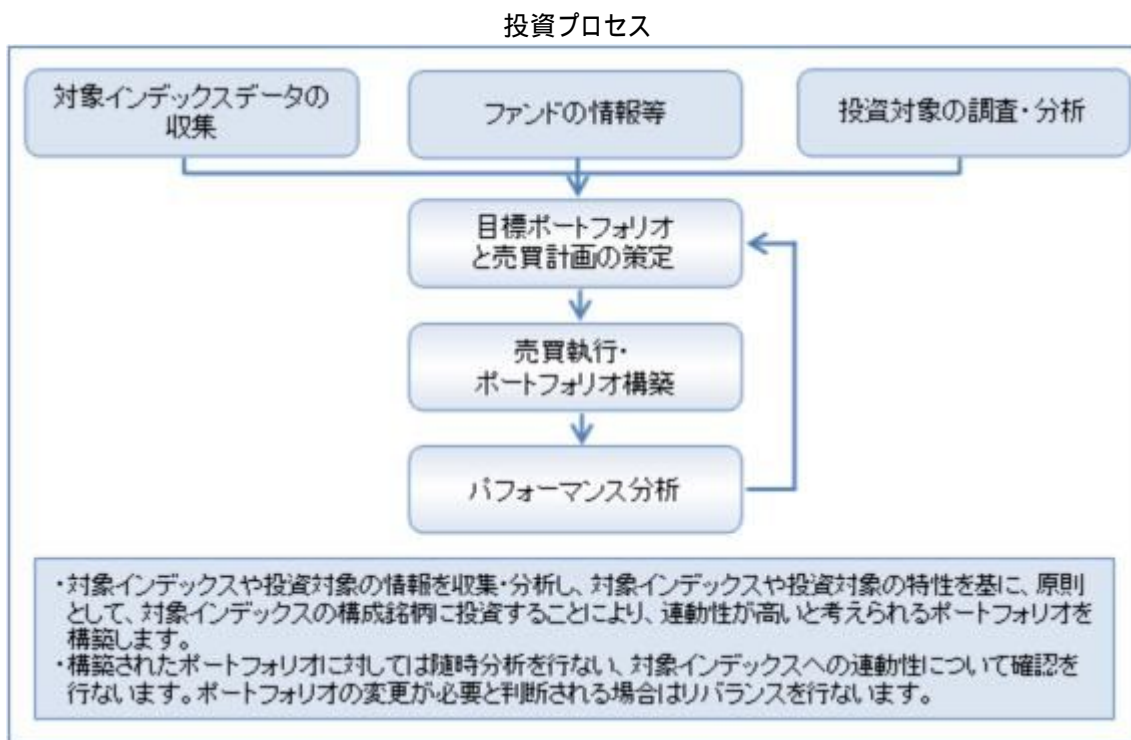 投資プロセス
対象インデックスデータの
収集
ファンドの情報等
投資対象の調査・分析
目標ポートフォリオ
と売買計画の策定
売買執行・
ポートフォリオ構築
パフォーマンス分析
・対象インデックスや投資対象の情報を収集・分析し、対象インデックスや投資対象の特性を基に、原則
として、対象インデックスの構成銘柄に投資することにより、連動性が高いと考えられるポートフォリオを
構築します。
・構築されたポートフォリオに対しては随時分析を行ない、対象インデックスへの連動性について確認を
行ないます。ポートフォリオの変更が必要と判断される場合はリバランスを行ないます。